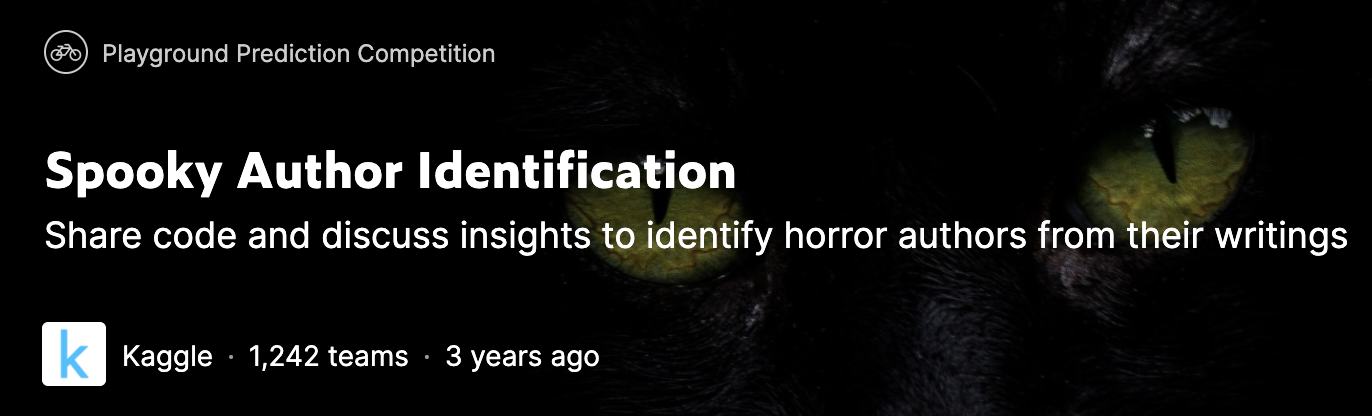 Playground Prediction Competition
Spooky Author Identification
Share code and discuss insights to identify horror authors from their writings
k
Kaggle · 1,242 teams · 3 years ago